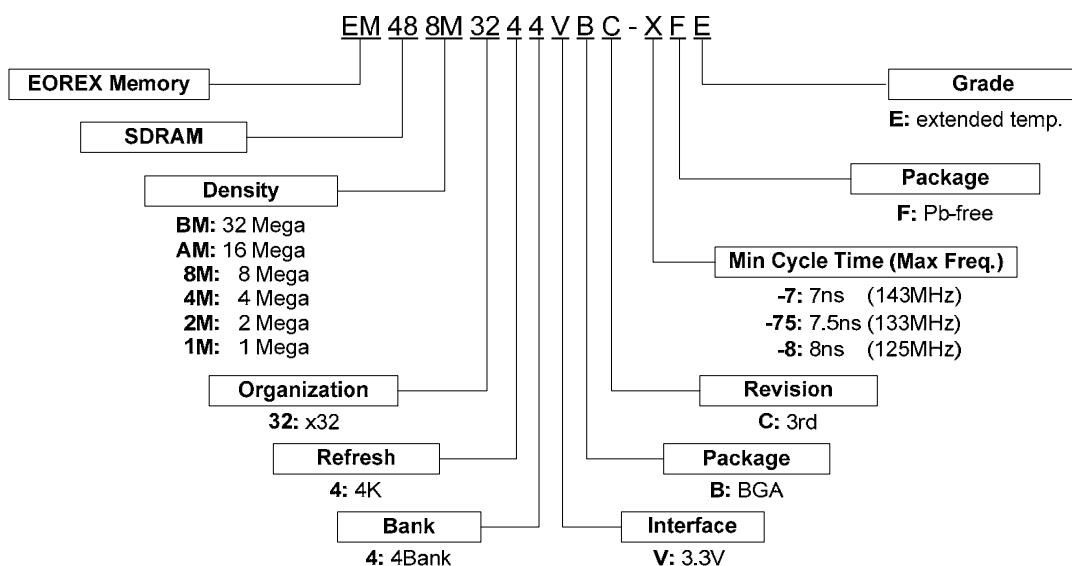 EM 48 8M 32 4 4 V B C - X F E
EOREX Memory
SDRAM
Density
BM: 32 Mega
AM: 16 Mega
8M: 8 Mega
4M: 4 Mega
2M: 2 Mega
1M: 1 Mega
Organization
32: x32
Refresh
4: 4K
Bank
4: 4Bank
Grade
E: extended temp.
Package
F: Pb-free
Min Cycle Time (Max Freq.)
-7: 7ns (143MHz)
-75: 7.5ns (133MHz)
-8: 8ns (125MHz)
Revision
C: 3rd
Package
B: BGA
Interface
V: 3.3V